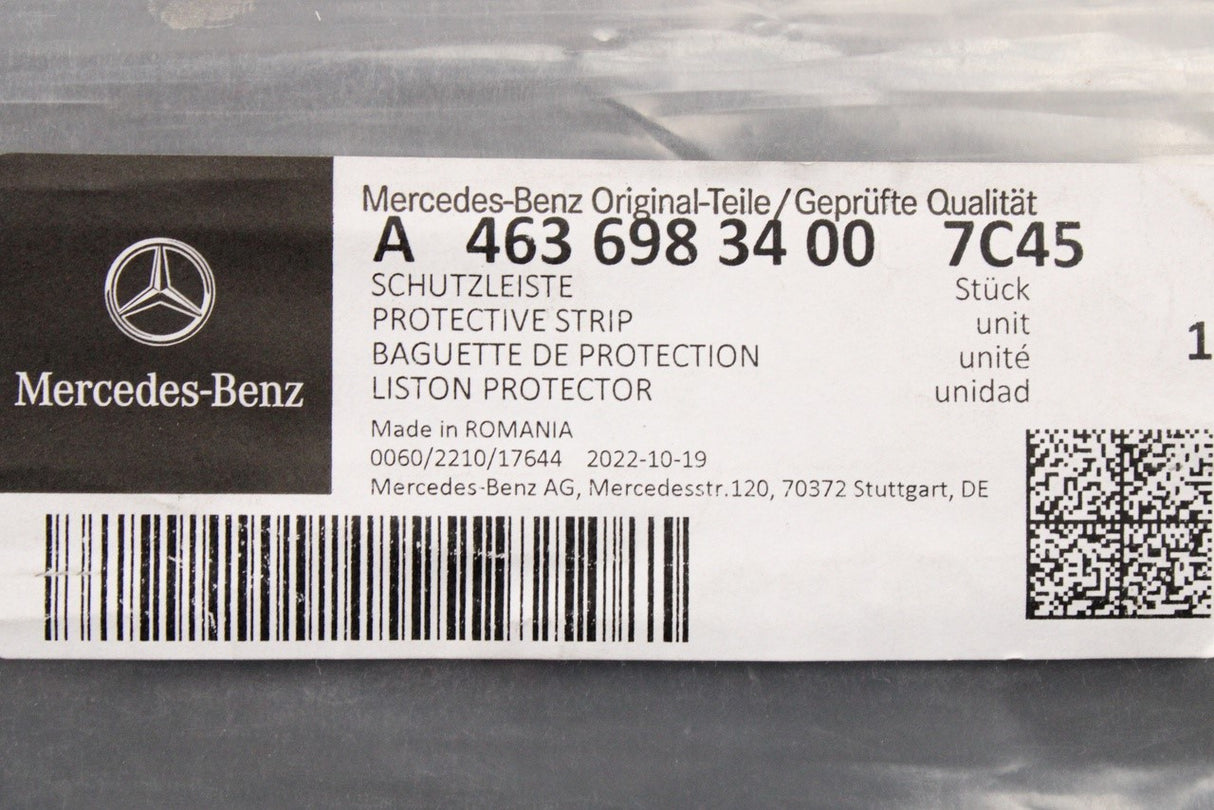 Mercedes-Benz
Mercedes-Benz Original-Teile/Geprüfte Qualität
A 463 698 34 00 7C45
SCHUTZLEISTE Stück
PROTECTIVE STRIP unit 1
BAGUETTE DE PROTECTION unité
LISTON PROTECTOR unidad
Made in ROMANIA
0060/2210/17644 2022-10-19
Mercedes-Benz AG, Mercedesstr.120, 70372 Stuttgart, DE